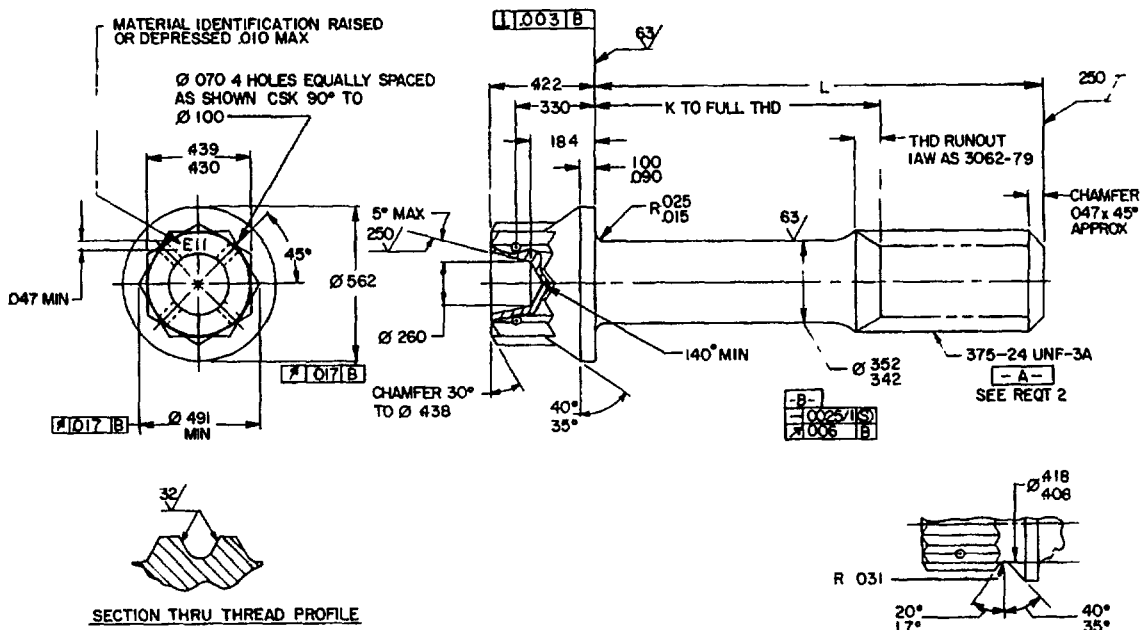 MATERIAL IDENTIFICATION RAISED
OR DEPRESSED .010 MAX
Ø 070 4 HOLES EQUALLY SPACED
AS SHOWN CSK 90° TO
Ø 100
439
430
E11
45°
.047 MIN
Ø 562
.017 B
.017 B
Ø 491
MIN
⊥ .003 B
63
422
330
184
100
.090
L
K TO FULL THD
250
THD RUNOUT
IAW AS 3062-79
CHAMFER
047 x 45°
APPROX
R .025
.015
5° MAX
250
63
Ø 260
140° MIN
CHAMFER 30°
TO Ø 438
40°
35°
Ø 352
342
375-24 UNF-3A
-A-
SEE REQT 2
-B-
.0025/1 Ⓢ
.006 B
32
SECTION THRU THREAD PROFILE
Ø 418
408
R 031
20°
17°
40°
35°